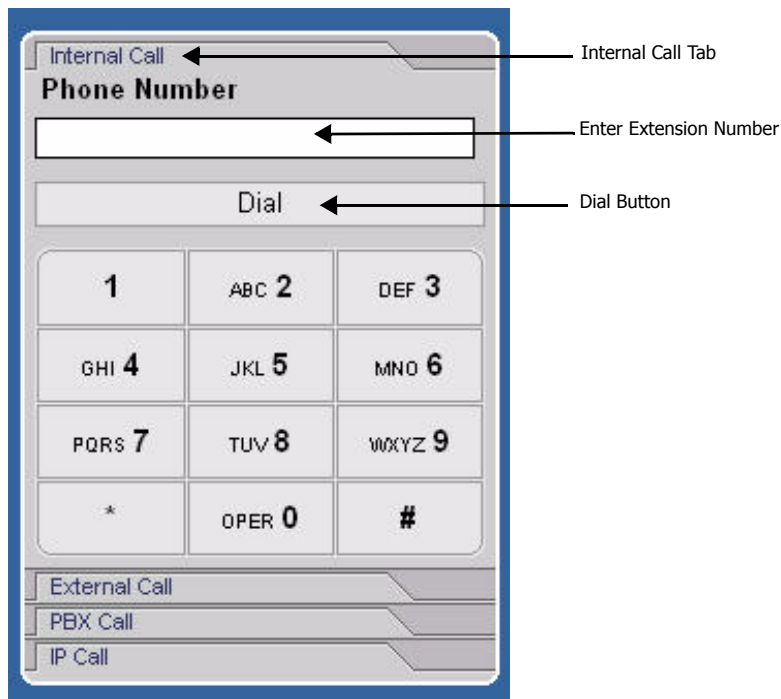 Internal Call
Internal Call Tab
Phone Number
Enter Extension Number
Dial
Dial Button
1
ABC 2
DEF 3
GHI 4
JKL 5
MNO 6
PQRS 7
TUV 8
WXYZ 9
*
OPER 0
#
External Call
PBX Call
IP Call